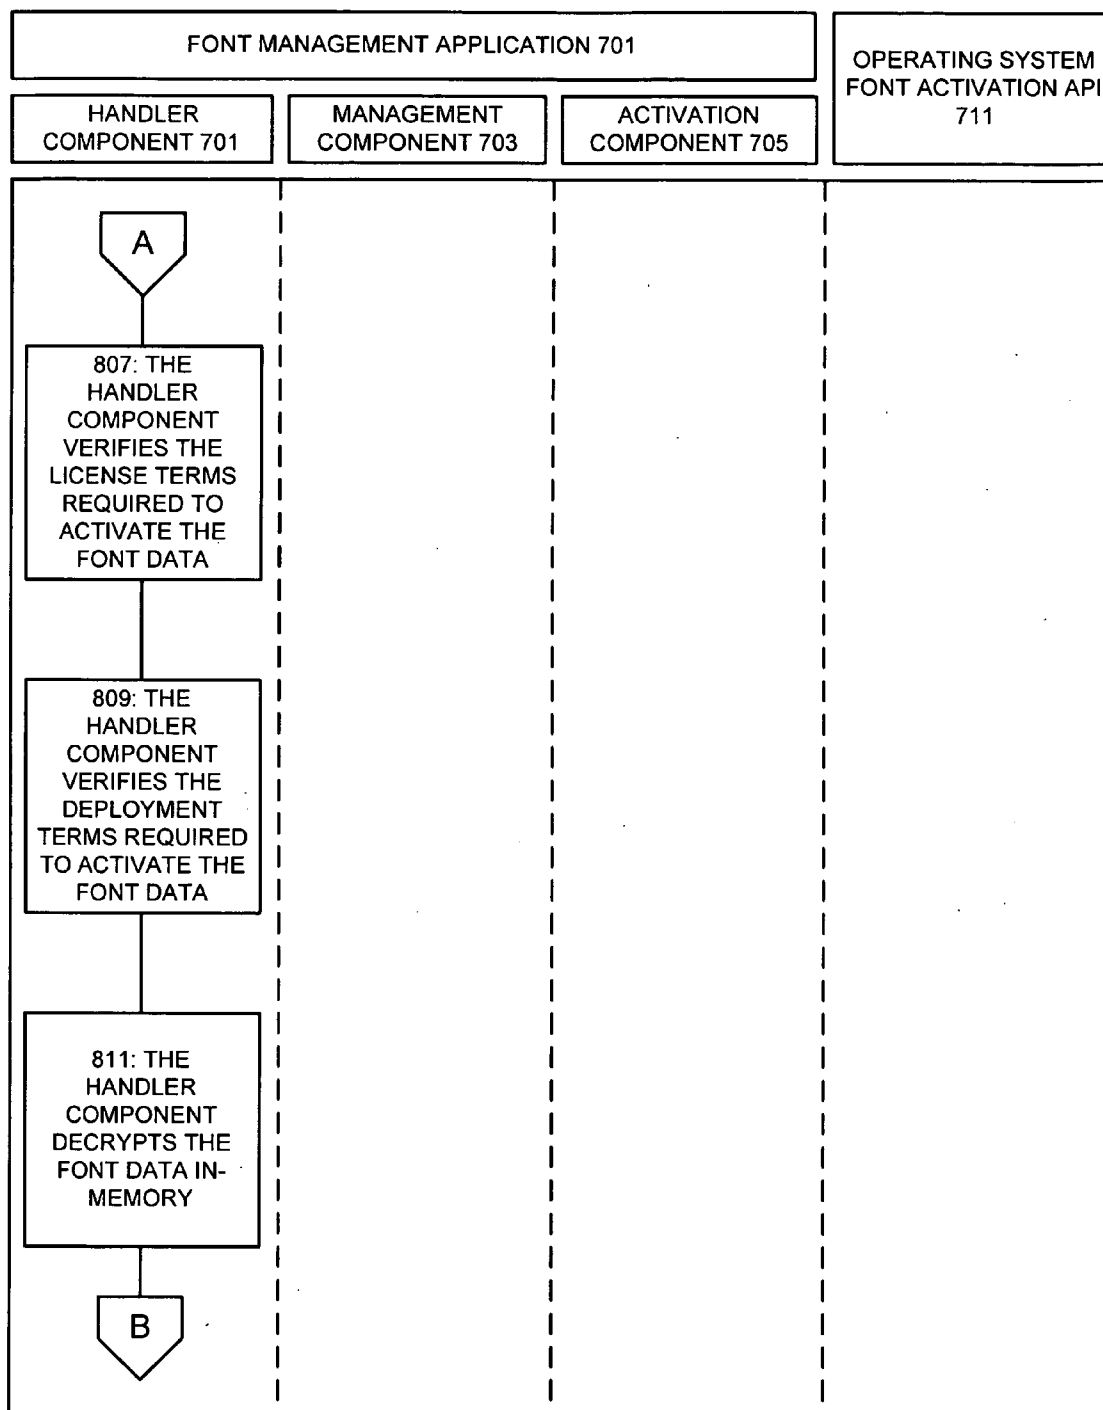 FONT MANAGEMENT APPLICATION 701
OPERATING SYSTEM
FONT ACTIVATION API
711
HANDLER
COMPONENT 701
MANAGEMENT
COMPONENT 703
ACTIVATION
COMPONENT 705
A
807: THE
HANDLER
COMPONENT
VERIFIES THE
LICENSE TERMS
REQUIRED TO
ACTIVATE THE
FONT DATA
809: THE
HANDLER
COMPONENT
VERIFIES THE
DEPLOYMENT
TERMS REQUIRED
TO ACTIVATE THE
FONT DATA
811: THE
HANDLER
COMPONENT
DECRYPTS THE
FONT DATA IN-
MEMORY
B